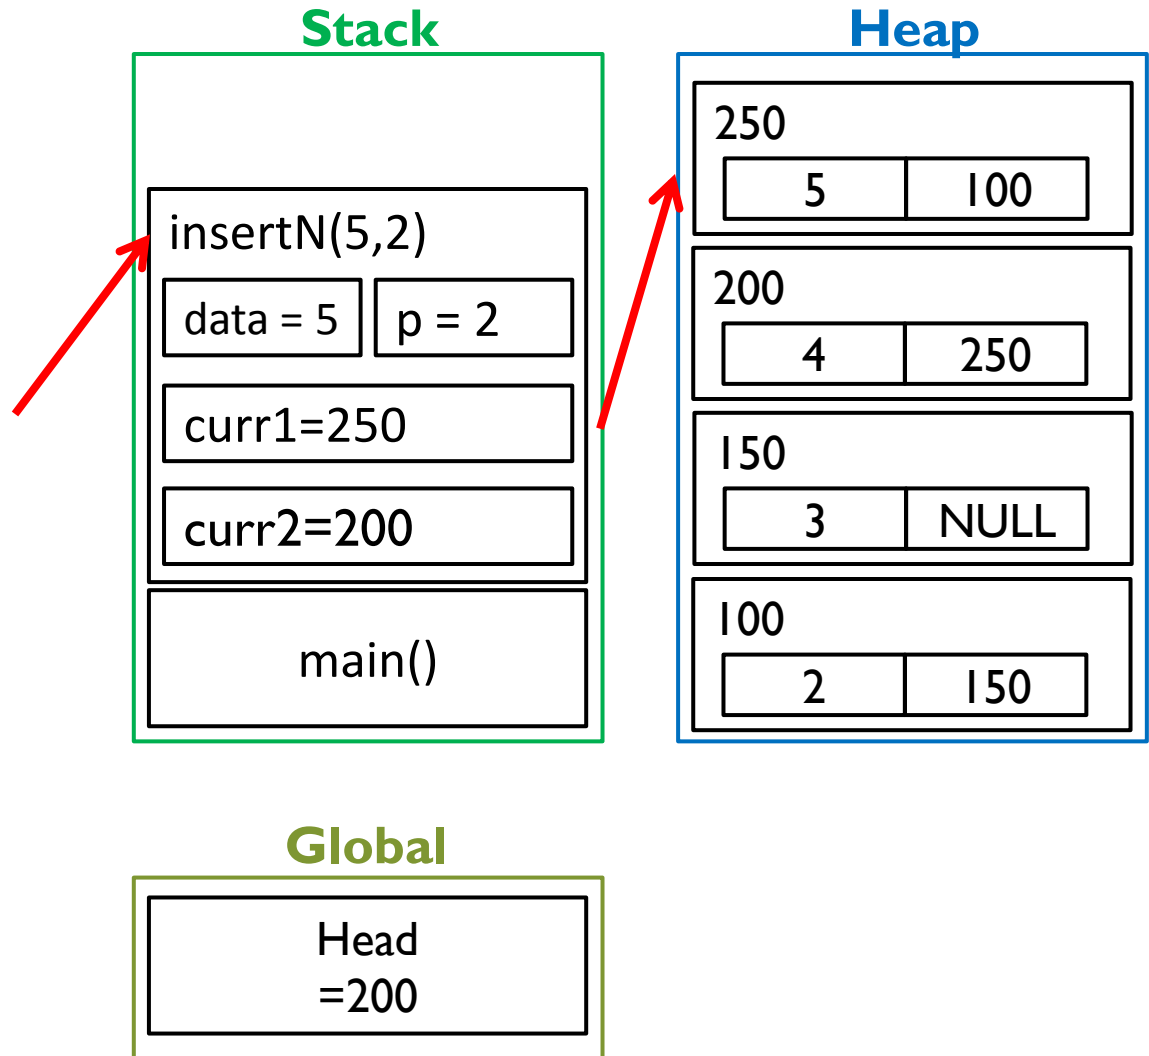 Stack
insertN(5,2)
data = 5 p = 2
curr1=250
curr2=200
main()
Heap
250
5 100
200
4 250
150
3 NULL
100
2 150
Global
Head
=200